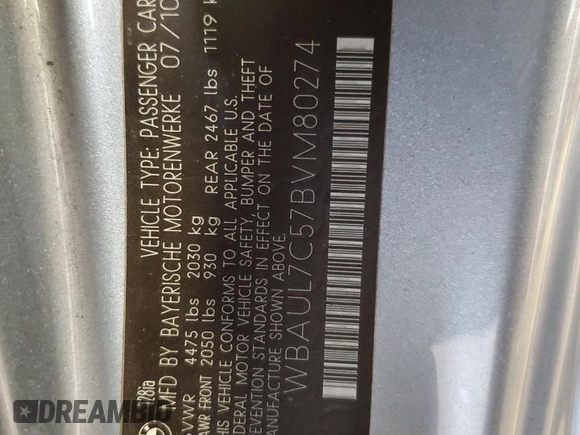 VEHICLE TYPE: PASSENGER CAR
MFD BY BAYERISCHE MOTORENWERKE 07/10
GVWR 4475 lbs 2030 kg
GAWR FRONT 2050 lbs 930 kg REAR 2467 lbs 1119 k
THIS VEHICLE CONFORMS TO ALL APPLICABLE U.S.
FEDERAL MOTOR VEHICLE SAFETY, BUMPER AND THEFT
PREVENTION STANDARDS IN EFFECT ON THE DATE OF
MANUFACTURE SHOWN ABOVE.
WBAUL7C57BVM80274
128ia
DREAMBID